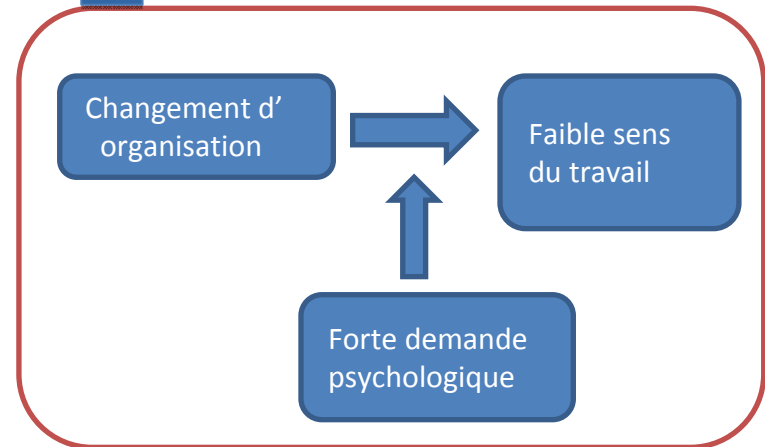 Changement d'
organisation
Faible sens
du travail
Forte demande
psychologique